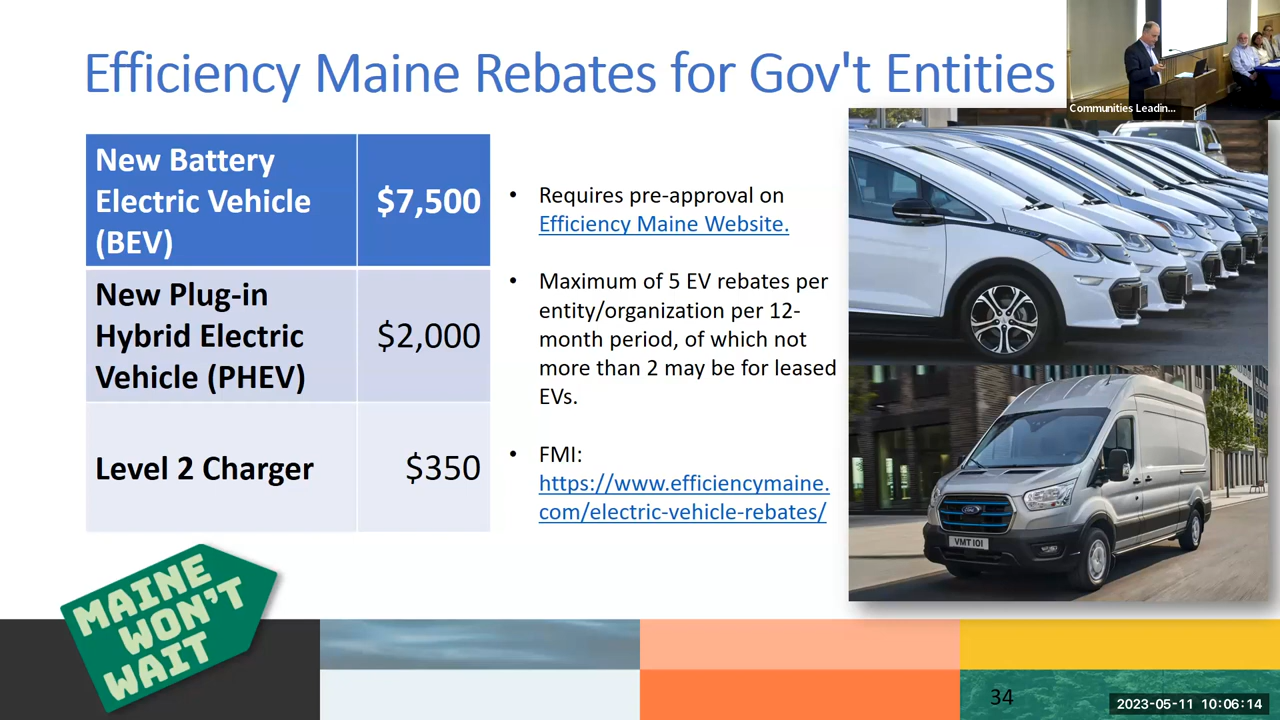 Efficiency Maine Rebates for Gov't Entities
Communities Leadin...
New Battery
Electric Vehicle
(BEV)
$7,500
New Plug-in
Hybrid Electric
Vehicle (PHEV)
$2,000
Level 2 Charger
$350
• Requires pre-approval on
Efficiency Maine Website.
• Maximum of 5 EV rebates per
entity/organization per 12-
month period, of which not
more than 2 may be for leased
EVs.
• FMI:
https://www.efficiencymaine.
com/electric-vehicle-rebates/
Ford
VMT 101
MAINE
WON'T
WAIT
34
2023-05-11 10:06:14